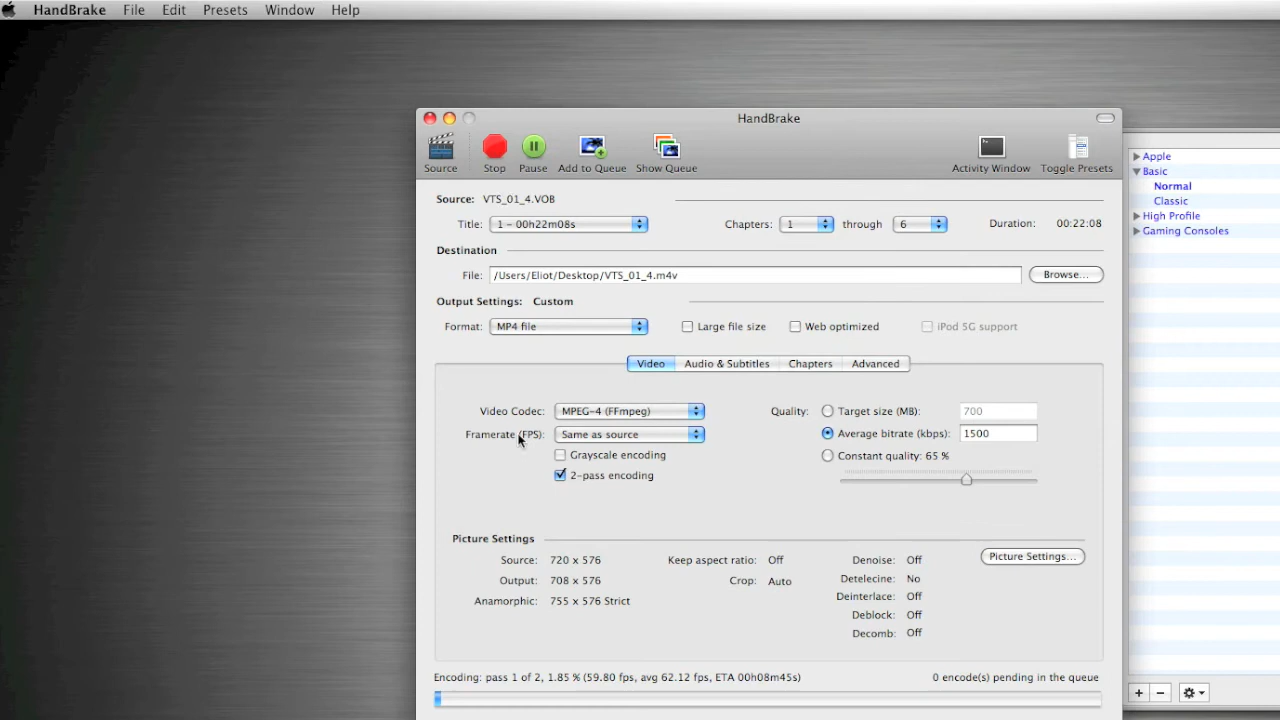 HandBrake File Edit Presets Window Help
HandBrake
Source Stop Pause Add to Queue Show Queue Activity Window Toggle Presets
Source: VTS_01_4.VOB
Title: 1 - 00h22m08s Chapters: 1 through 6 Duration: 00:22:08
Destination
File: /Users/Eliot/Desktop/VTS_01_4.m4v Browse...
Output Settings: Custom
Format: MP4 file Large file size Web optimized iPod 5G support
Video Audio & Subtitles Chapters Advanced
Video Codec: MPEG-4 (FFmpeg) Quality: Target size (MB): 700
Framerate (FPS): Same as source Average bitrate (kbps): 1500
Grayscale encoding Constant quality: 65 %
2-pass encoding
Picture Settings
Source: 720 x 576 Keep aspect ratio: Off Denoise: Off Picture Settings...
Output: 708 x 576 Crop: Auto Detelecine: No
Anamorphic: 755 x 576 Strict Deinterlace: Off
Deblock: Off
Decomb: Off
Encoding: pass 1 of 2, 1.85 % (59.80 fps, avg 62.12 fps, ETA 00h08m45s) 0 encode(s) pending in the queue
Apple
Basic
Normal
Classic
High Profile
Gaming Consoles